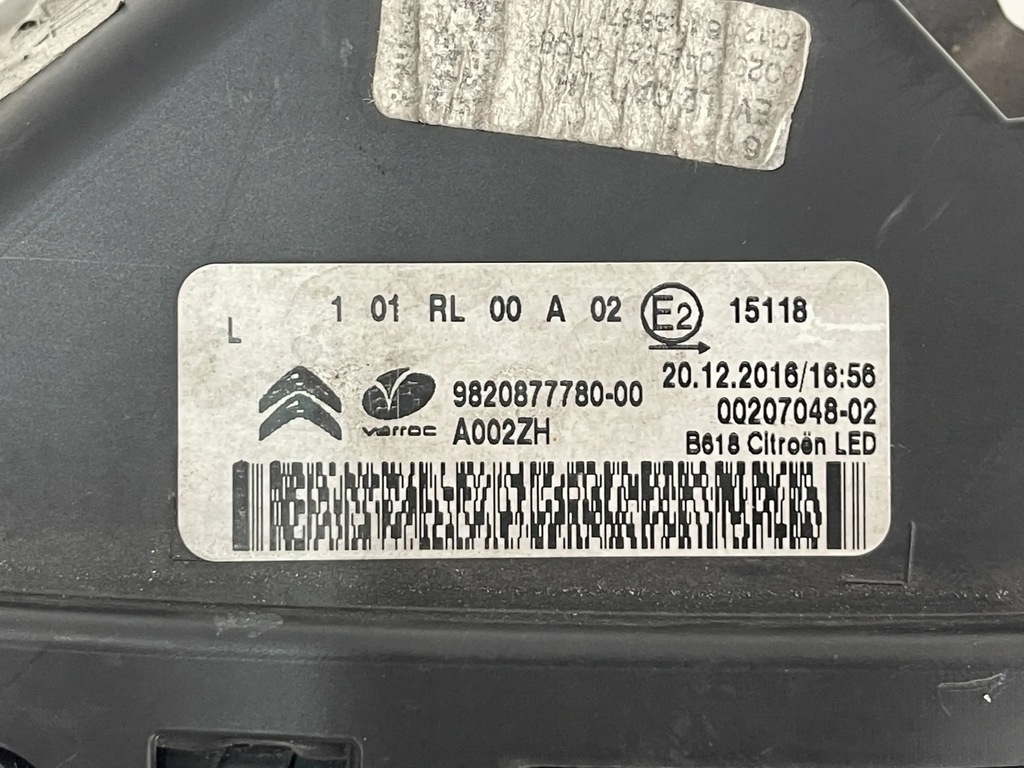 1 01 RL 00 A 02 E2 15118
L
20.12.2016/16:56
9820877780-00
00207048-02
varroc A002ZH
B618 Citroën LED